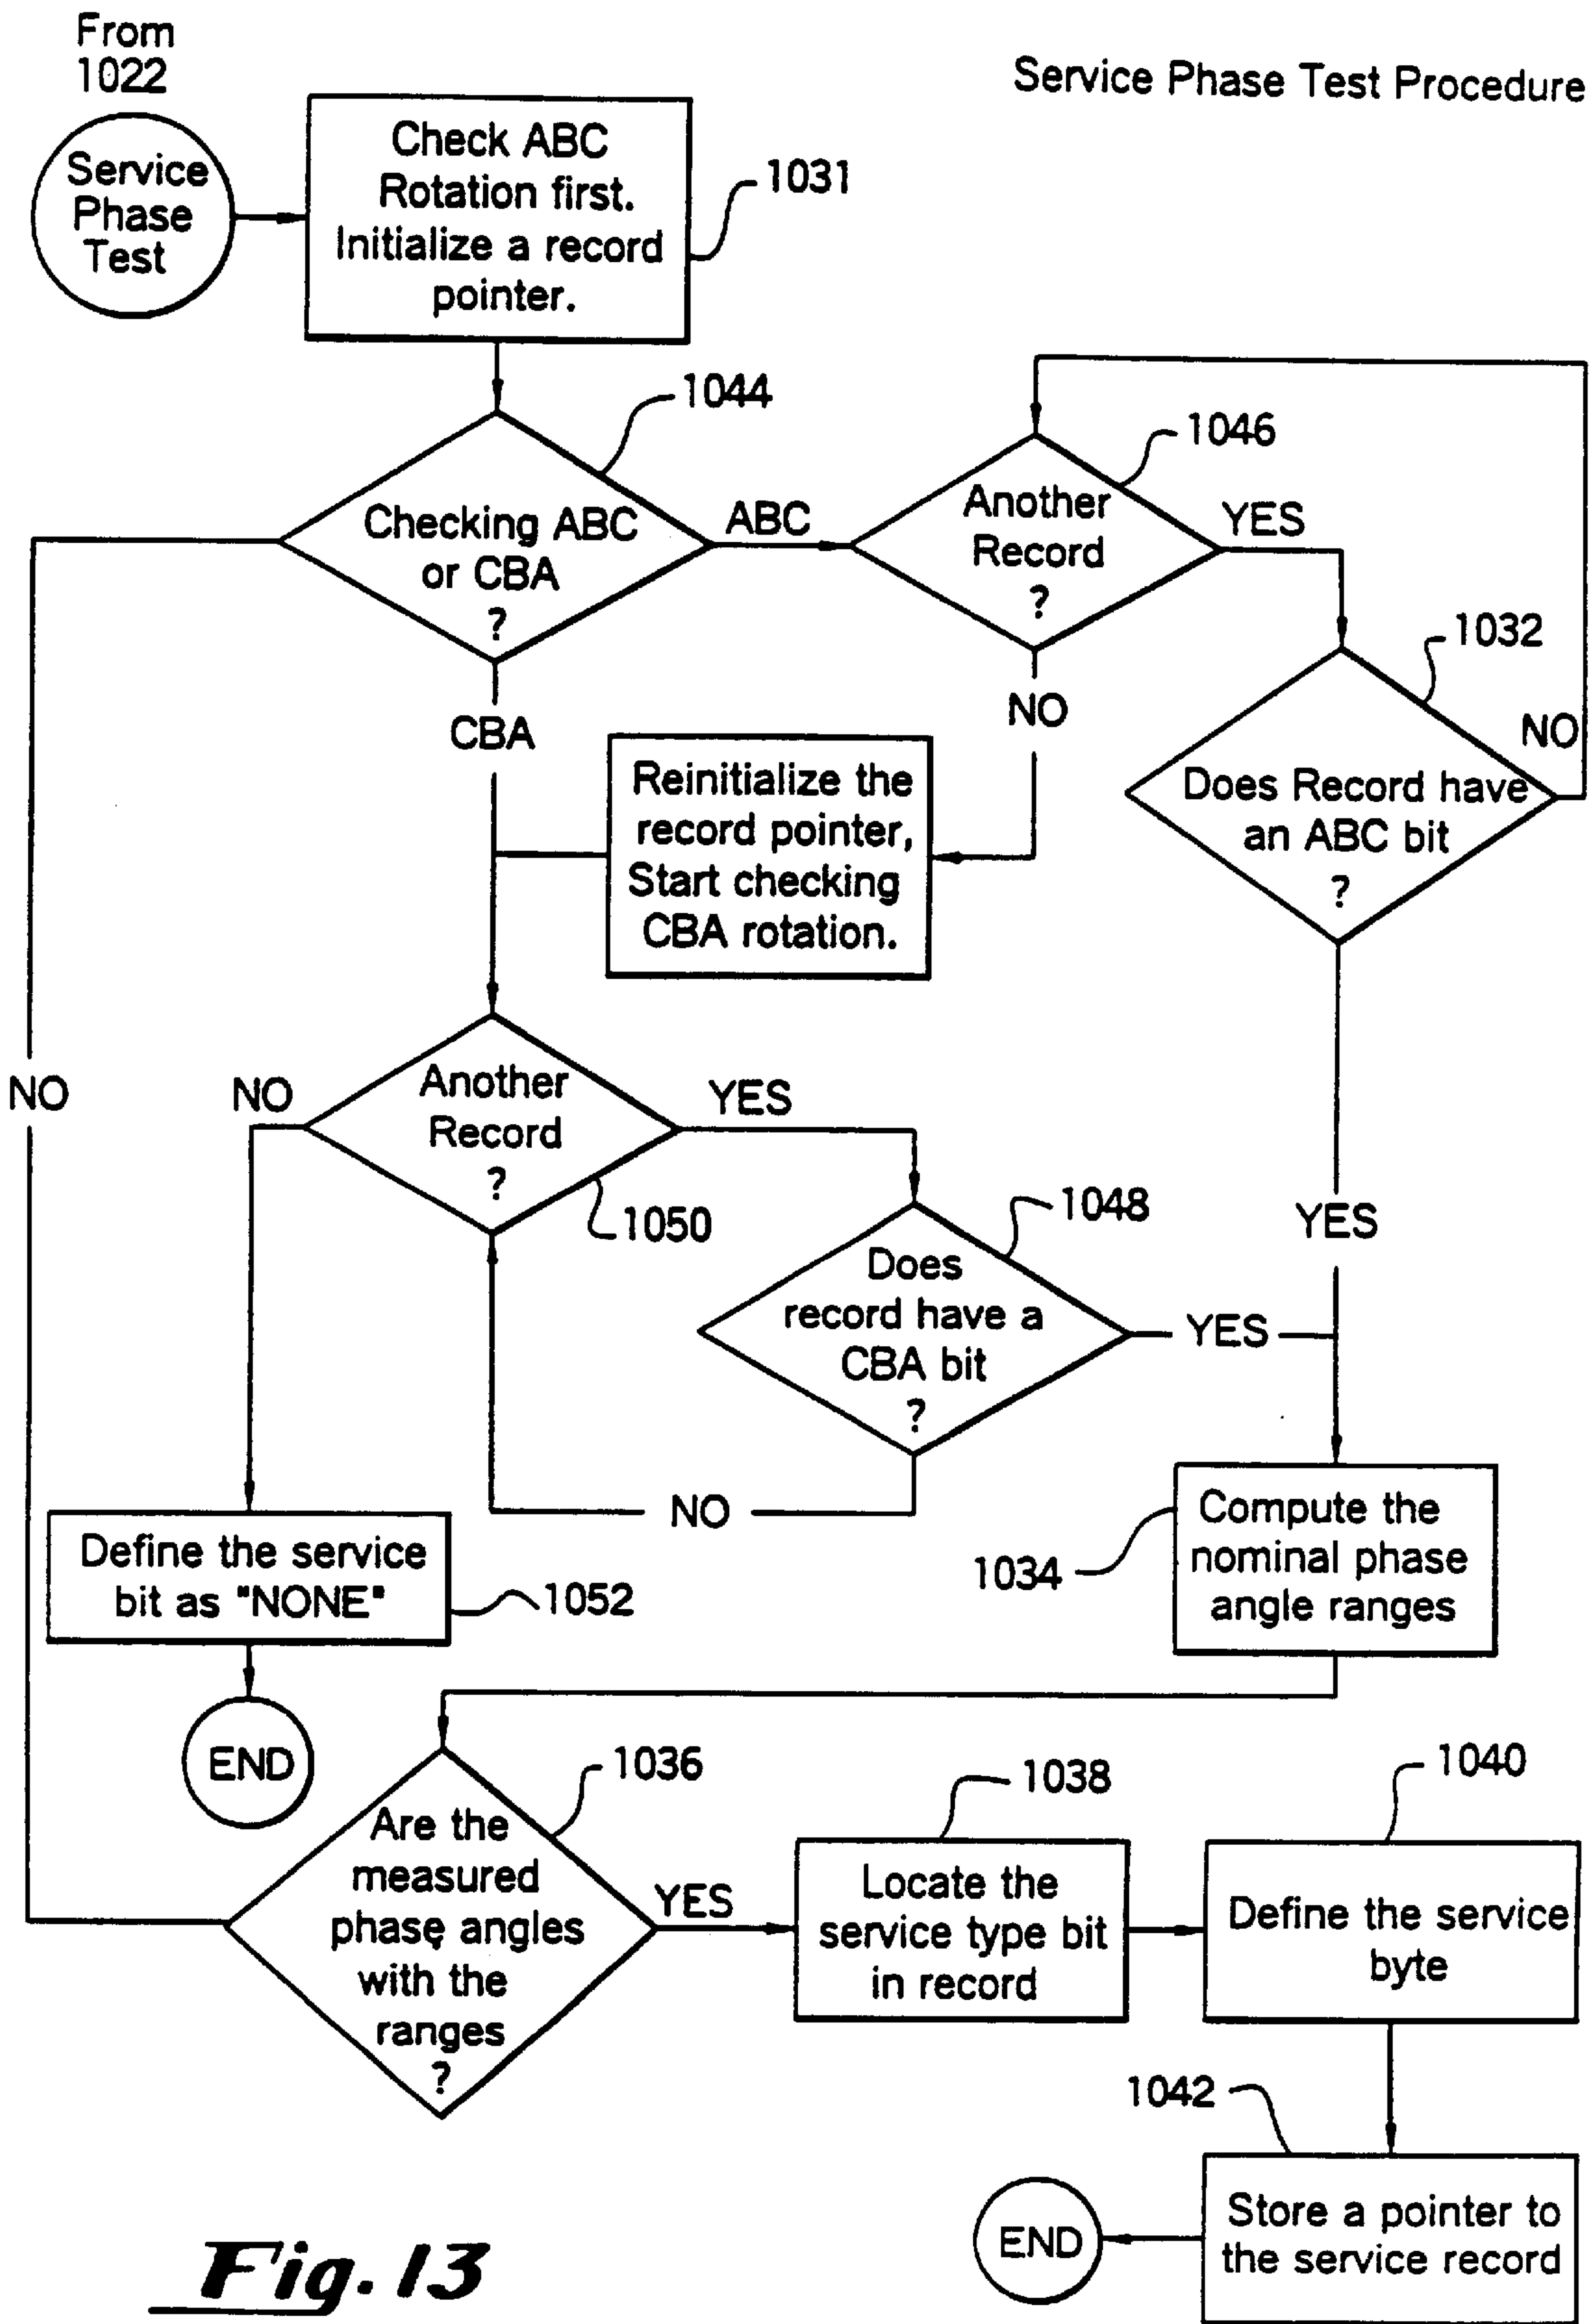 From
1022
Service Phase Test Procedure
Service
Phase
Test
Check ABC
Rotation first.
Initialize a record
pointer.
1031
1044
Checking ABC
or CBA
?
ABC
1046
Another
Record
?
YES
1032
NO
CBA
NO
Does Record have
an ABC bit
?
Reinitialize the
record pointer,
Start checking
CBA rotation.
NO
NO
Another
Record
?
YES
1050
1048
YES
Does
record have a
CBA bit
?
YES
NO
Define the service
bit as "NONE"
1052
1034
Compute the
nominal phase
angle ranges
END
1036
Are the
measured
phase angles
with the
ranges
?
YES
1038
Locate the
service type bit
in record
1040
Define the service
byte
1042
Store a pointer to
the service record
END
Fig. 13